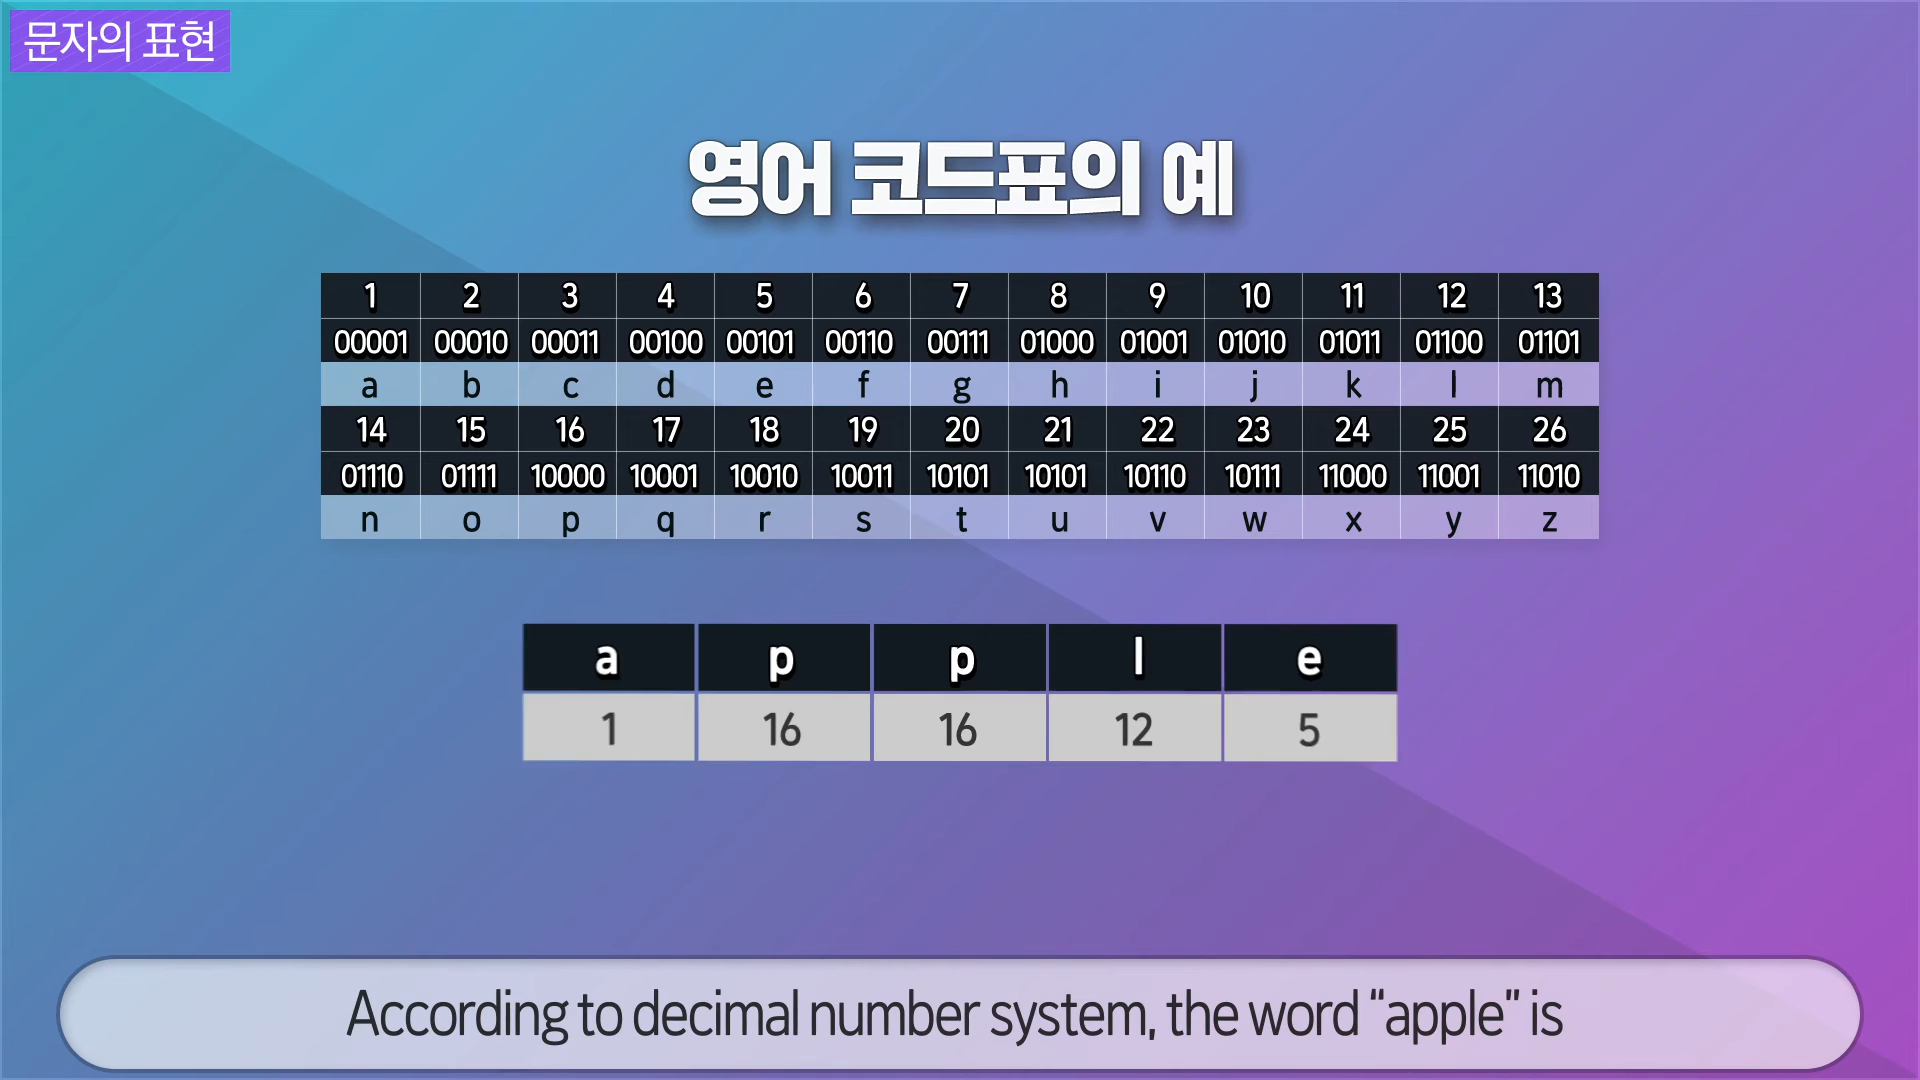 문자의 표현
영어 코드표의 예
1 2 3 4 5 6 7 8 9 10 11 12 13
00001 00010 00011 00100 00101 00110 00111 01000 01001 01010 01011 01100 01101
a b c d e f g h i j k l m
14 15 16 17 18 19 20 21 22 23 24 25 26
01110 01111 10000 10001 10010 10011 10101 10101 10110 10111 11000 11001 11010
n o p q r s t u v w x y z
a p p l e
1 16 16 12 5
According to decimal number system, the word “apple” is